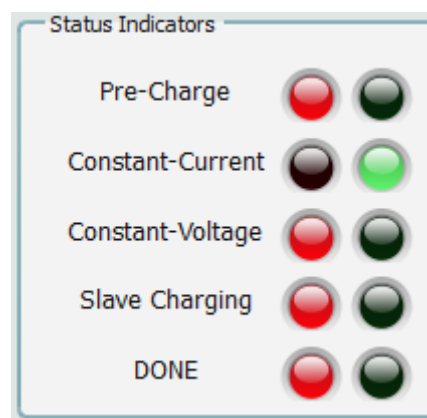 Status Indicators
Pre-Charge
Constant-Current
Constant-Voltage
Slave Charging
DONE